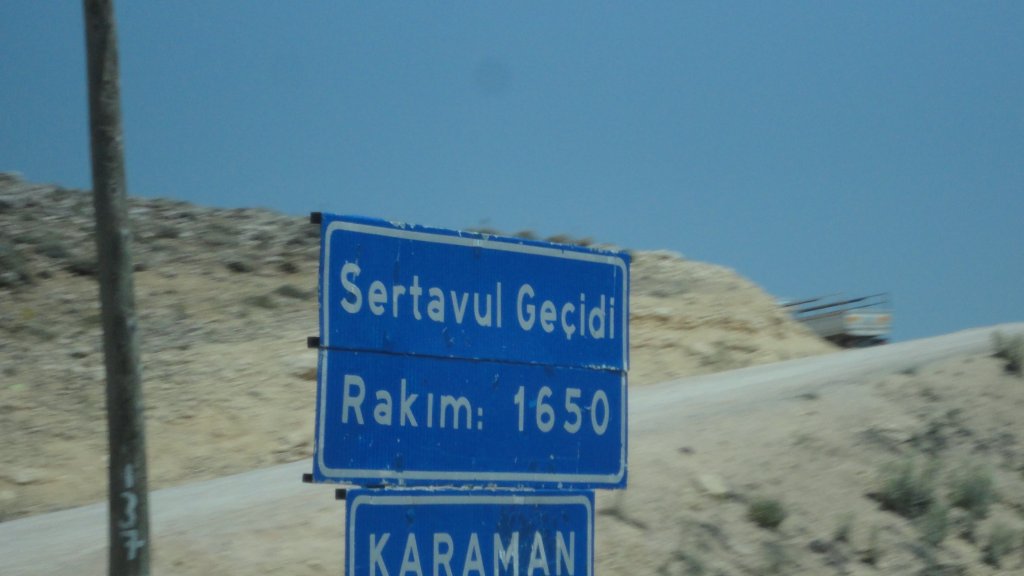 Sertavul Geçidi
Rakım: 1650
KARAMAN
137